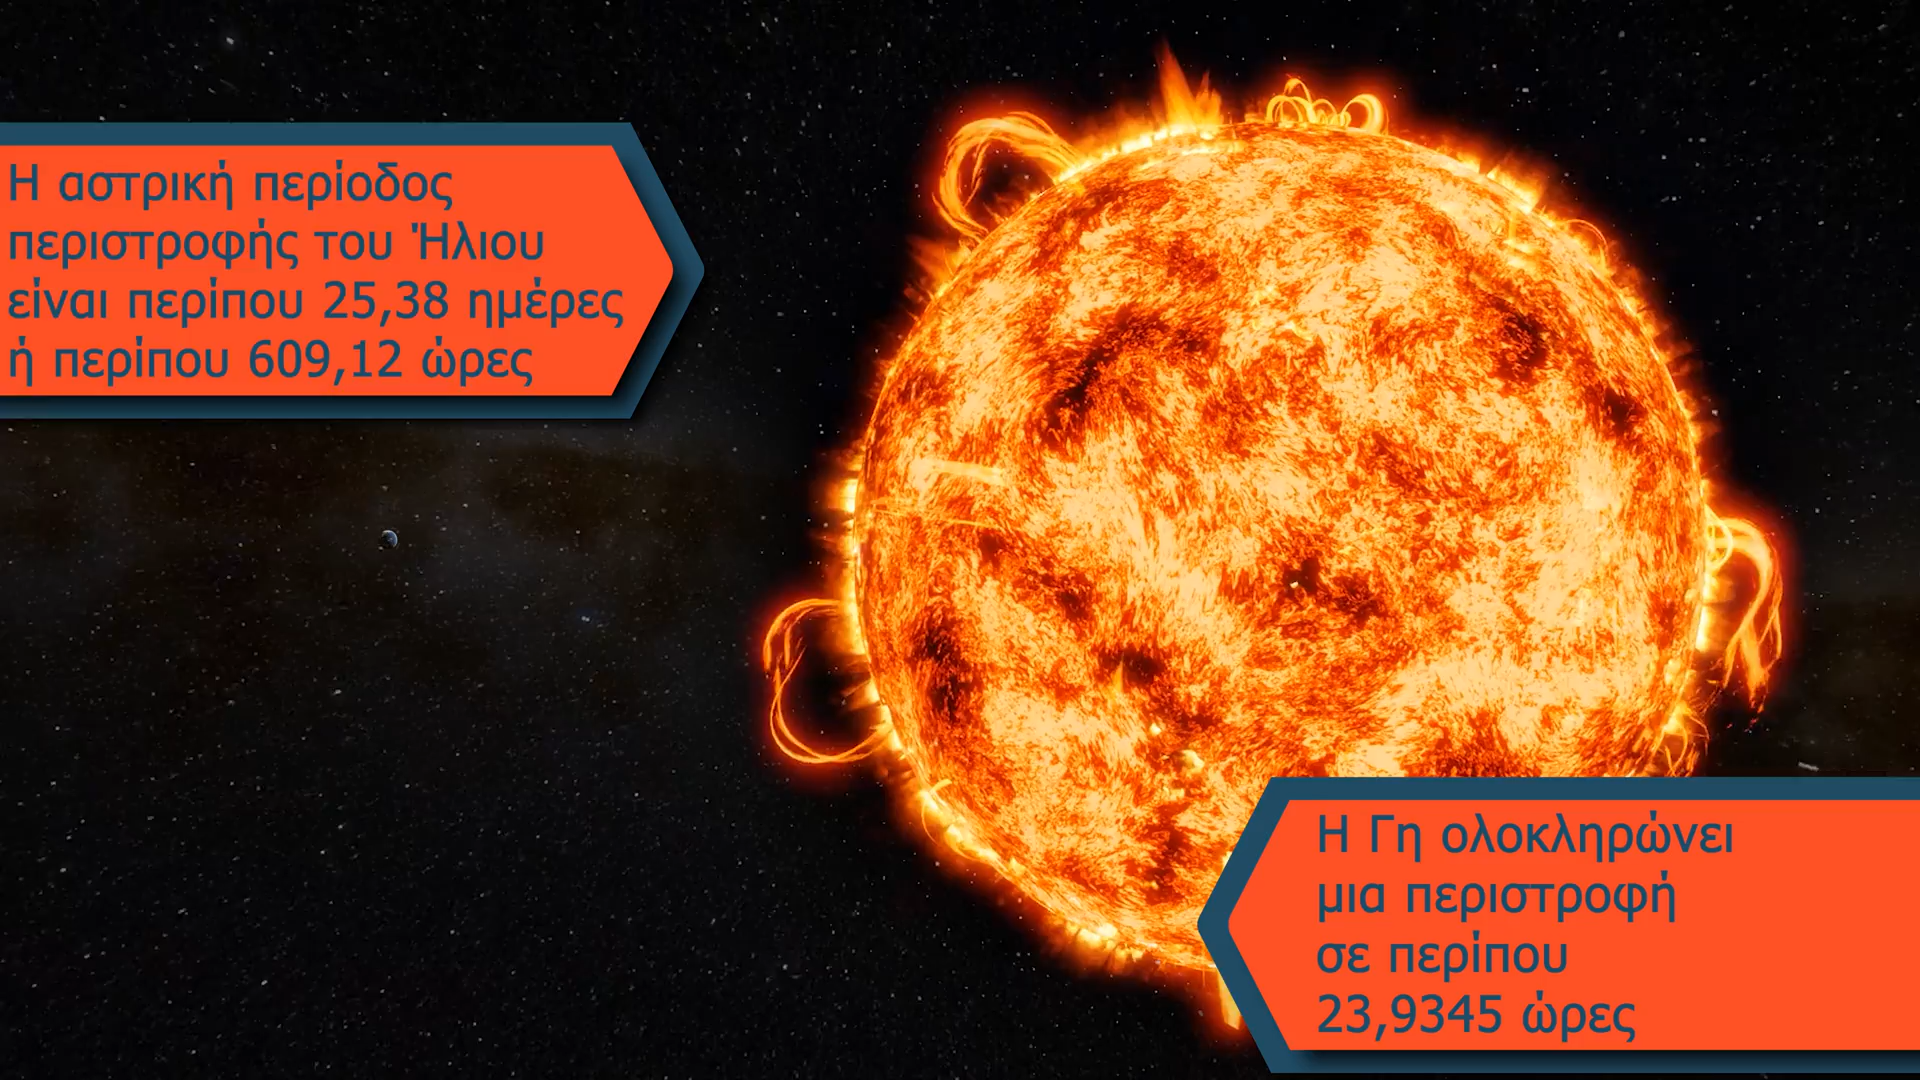 Η αστρική περίοδος
περιστροφής του Ήλιου
είναι περίπου 25,38 ημέρες
ή περίπου 609,12 ώρες
Η Γη ολοκληρώνει
μια περιστροφή
σε περίπου
23,9345 ώρες